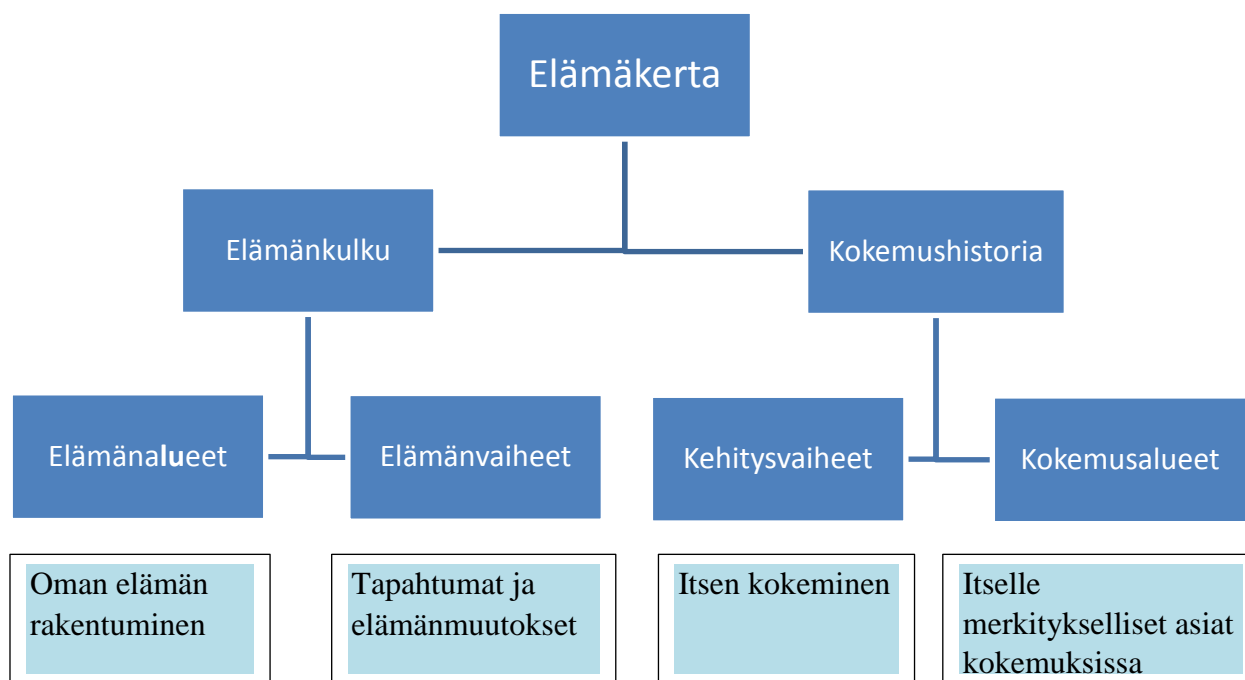 Elämäkerta
Elämänkulku
Kokemushistoria
Elämänalueet
Elämänvaiheet
Kehitysvaiheet
Kokemusalueet
Oman elämän
rakentuminen
Tapahtumat ja
elämänmuutokset
Itsen kokeminen
Itselle
merkitykselliset asiat
kokemuksissa